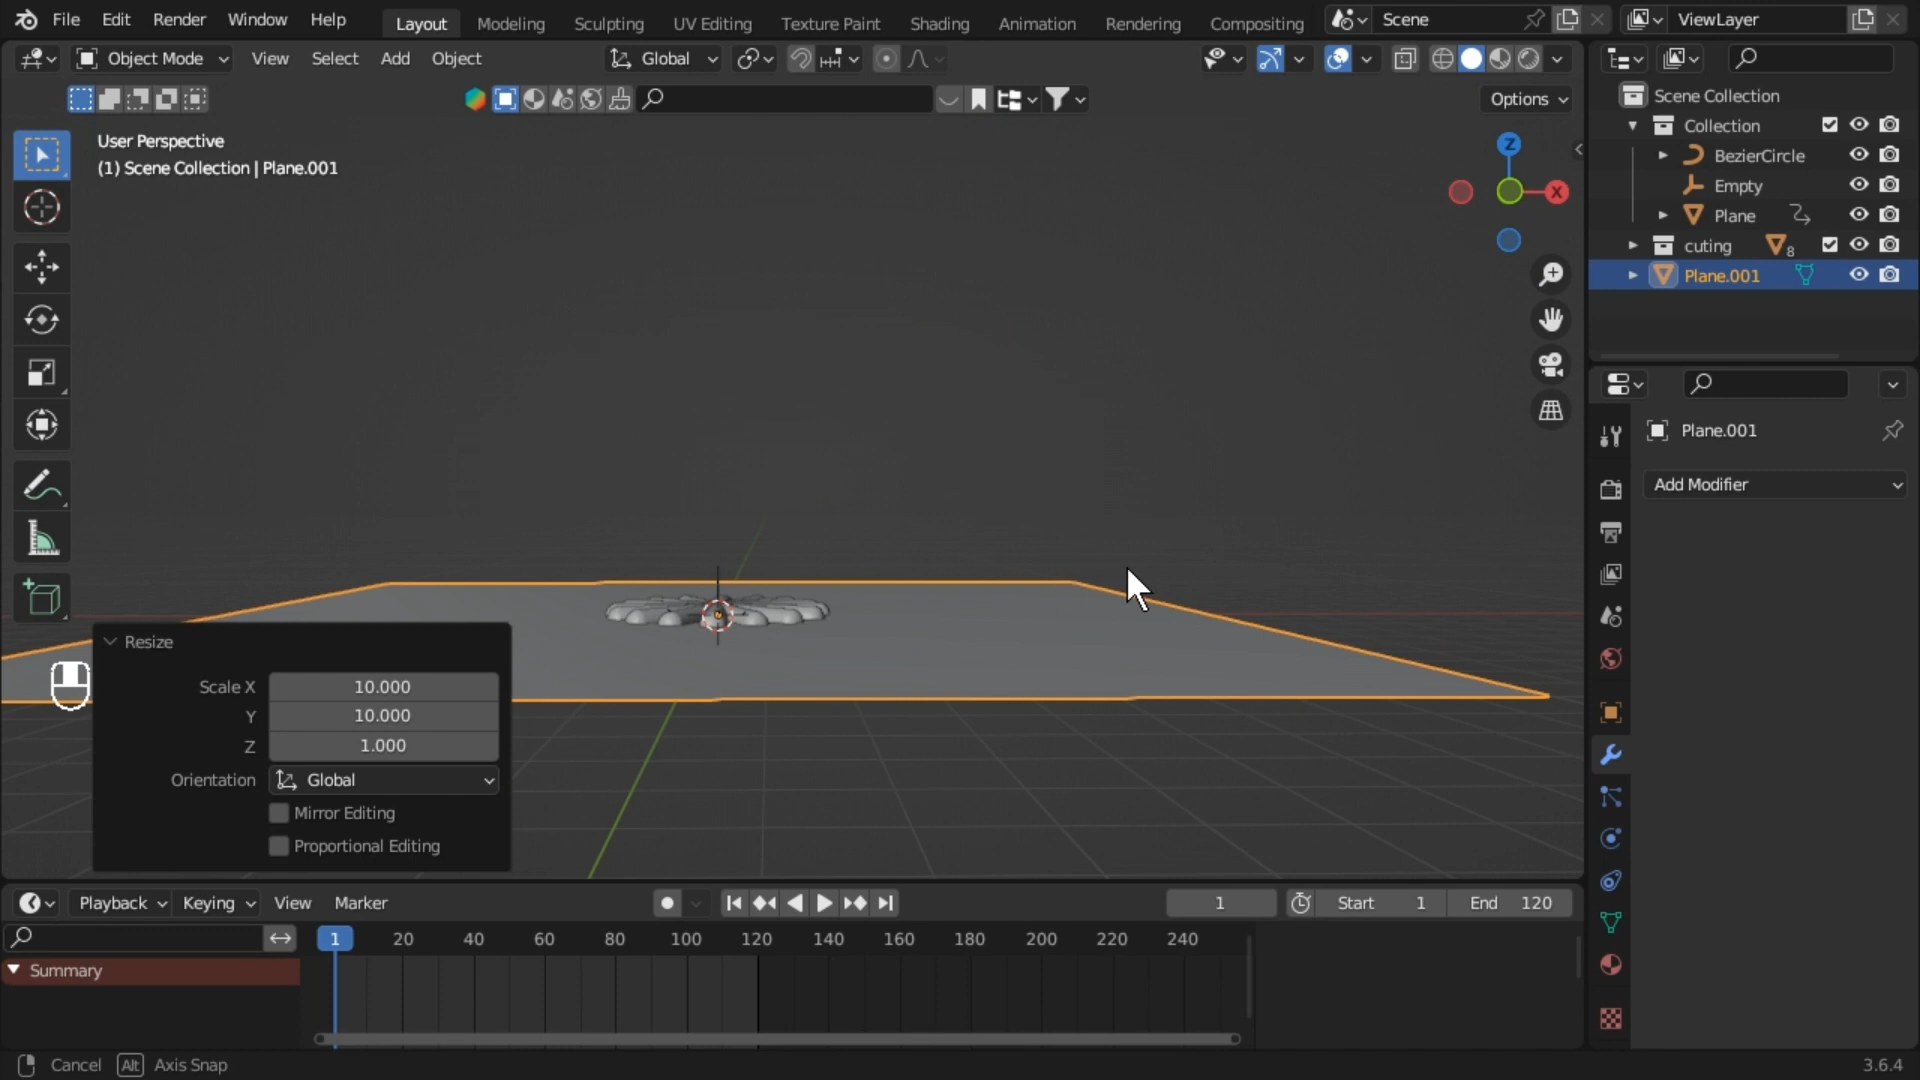 File Edit Render Window Help Layout Modeling Sculpting UV Editing Texture Paint Shading Animation Rendering Compositing Scene ViewLayer
Object Mode View Select Add Object Global
Options
User Perspective
(1) Scene Collection | Plane.001
Z
X
Scene Collection
Collection
BezierCircle
Empty
Plane
cuting 8
Plane.001
Plane.001
Add Modifier
Resize
Scale X 10.000
Y 10.000
Z 1.000
Orientation Global
Mirror Editing
Proportional Editing
Playback Keying View Marker 1 Start 1 End 120
1 20 40 60 80 100 120 140 160 180 200 220 240
Summary
Cancel Alt Axis Snap 3.6.4